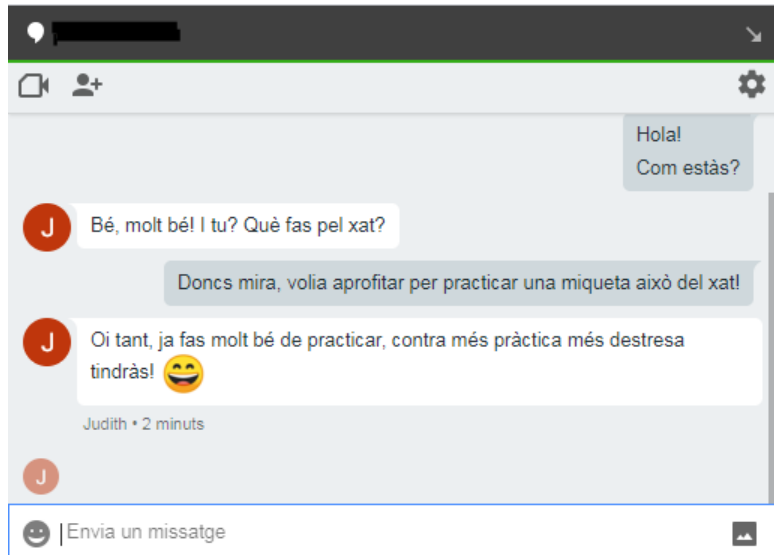 Hola!
Com estàs?
J
Bé, molt bé! I tu? Què fas pel xat?
Doncs mira, volia aprofitar per practicar una miqueta això del xat!
J
Oi tant, ja fas molt bé de practicar, contra més pràctica més destresa
tindràs!
Judith • 2 minuts
J
Envia un missatge